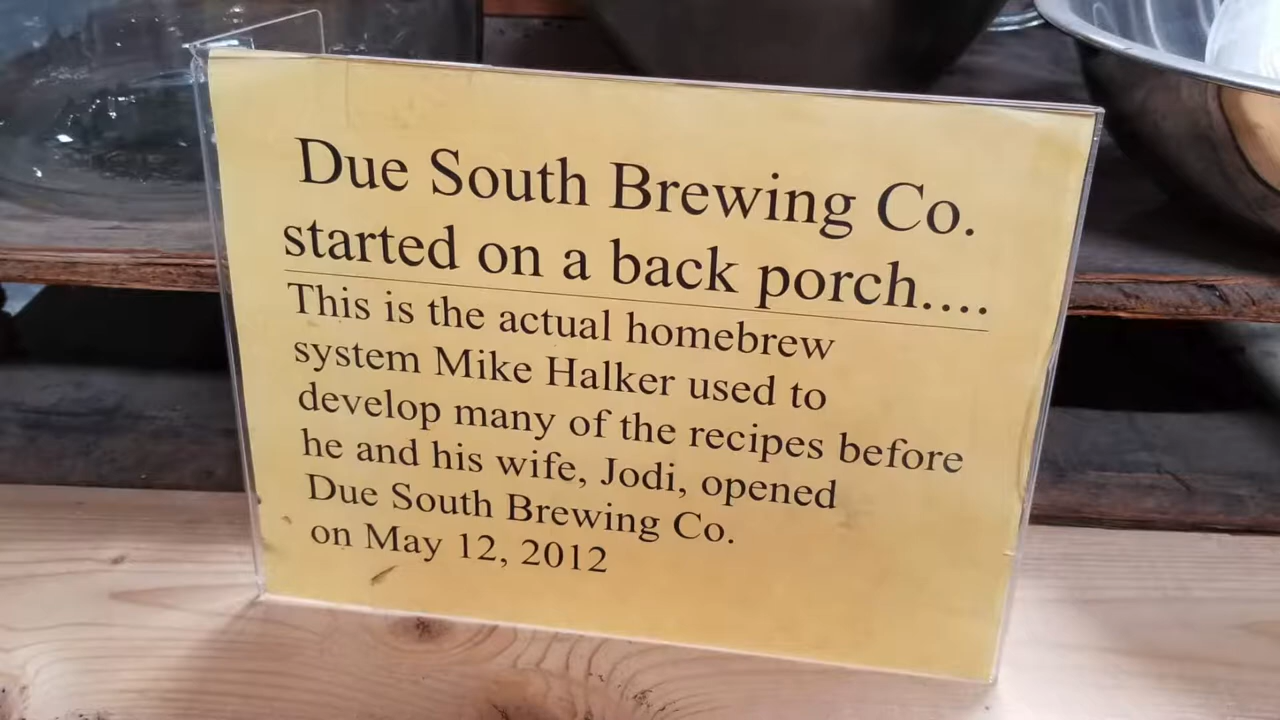 Due South Brewing Co.
started on a back porch....
This is the actual homebrew
system Mike Halker used to
develop many of the recipes before
he and his wife, Jodi, opened
Due South Brewing Co.
on May 12, 2012